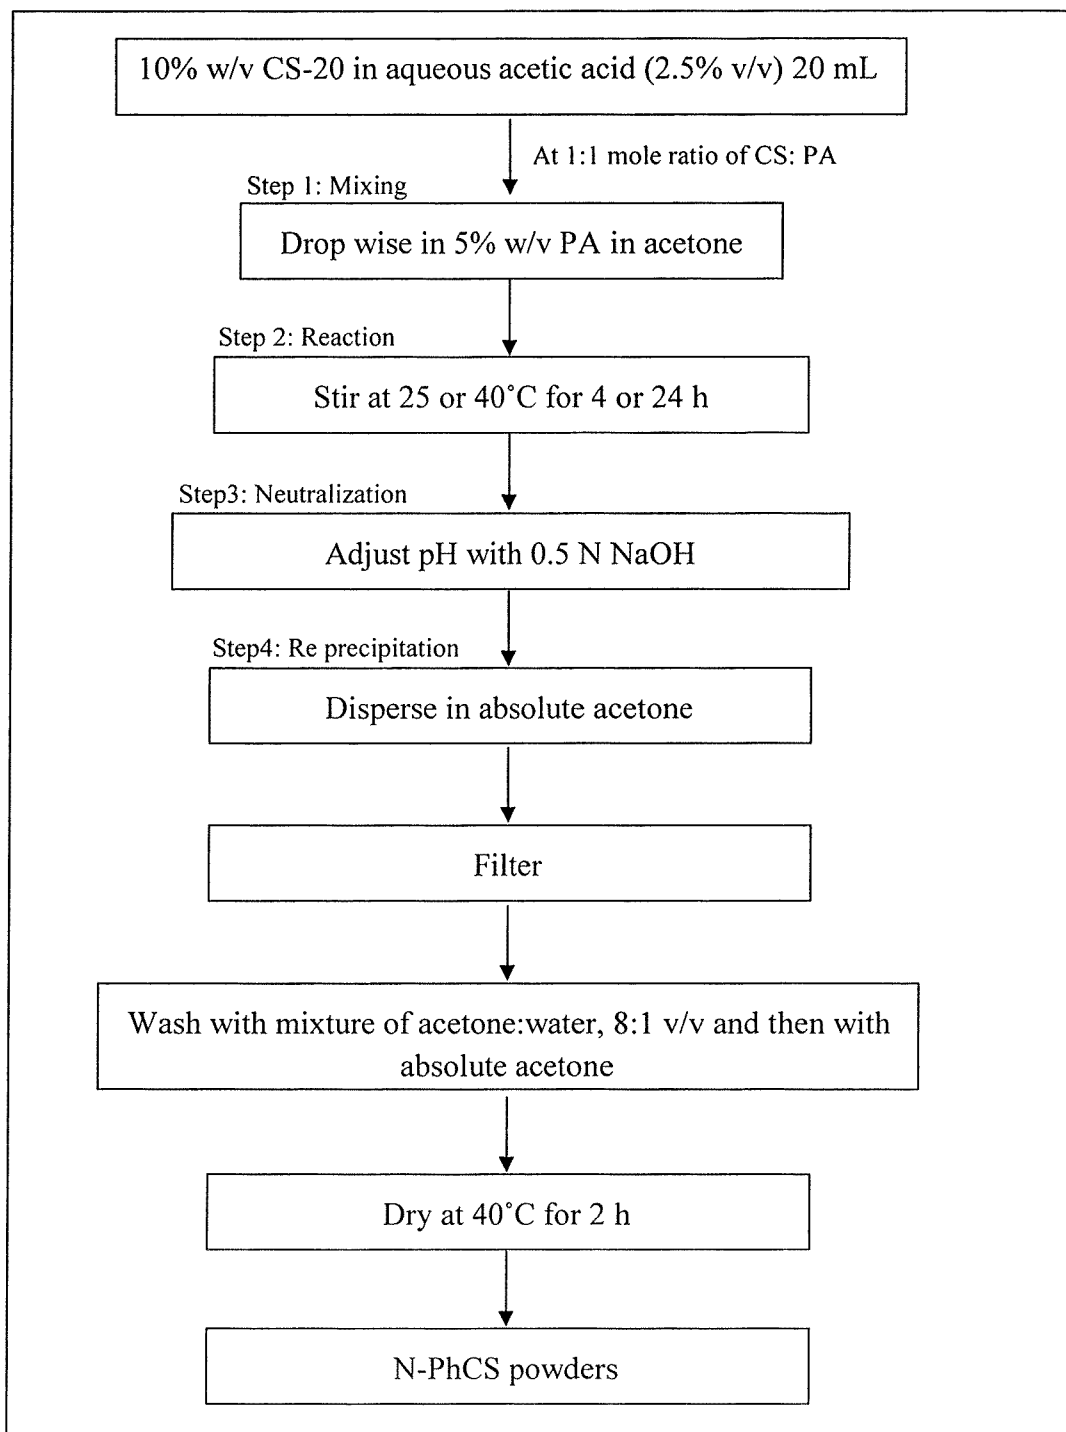 10% w/v CS-20 in aqueous acetic acid (2.5% v/v) 20 mL
At 1:1 mole ratio of CS: PA
Step 1: Mixing
Drop wise in 5% w/v PA in acetone
Step 2: Reaction
Stir at 25 or 40˚C for 4 or 24 h
Step3: Neutralization
Adjust pH with 0.5 N NaOH
Step4: Re precipitation
Disperse in absolute acetone
Filter
Wash with mixture of acetone:water, 8:1 v/v and then with
absolute acetone
Dry at 40˚C for 2 h
N-PhCS powders